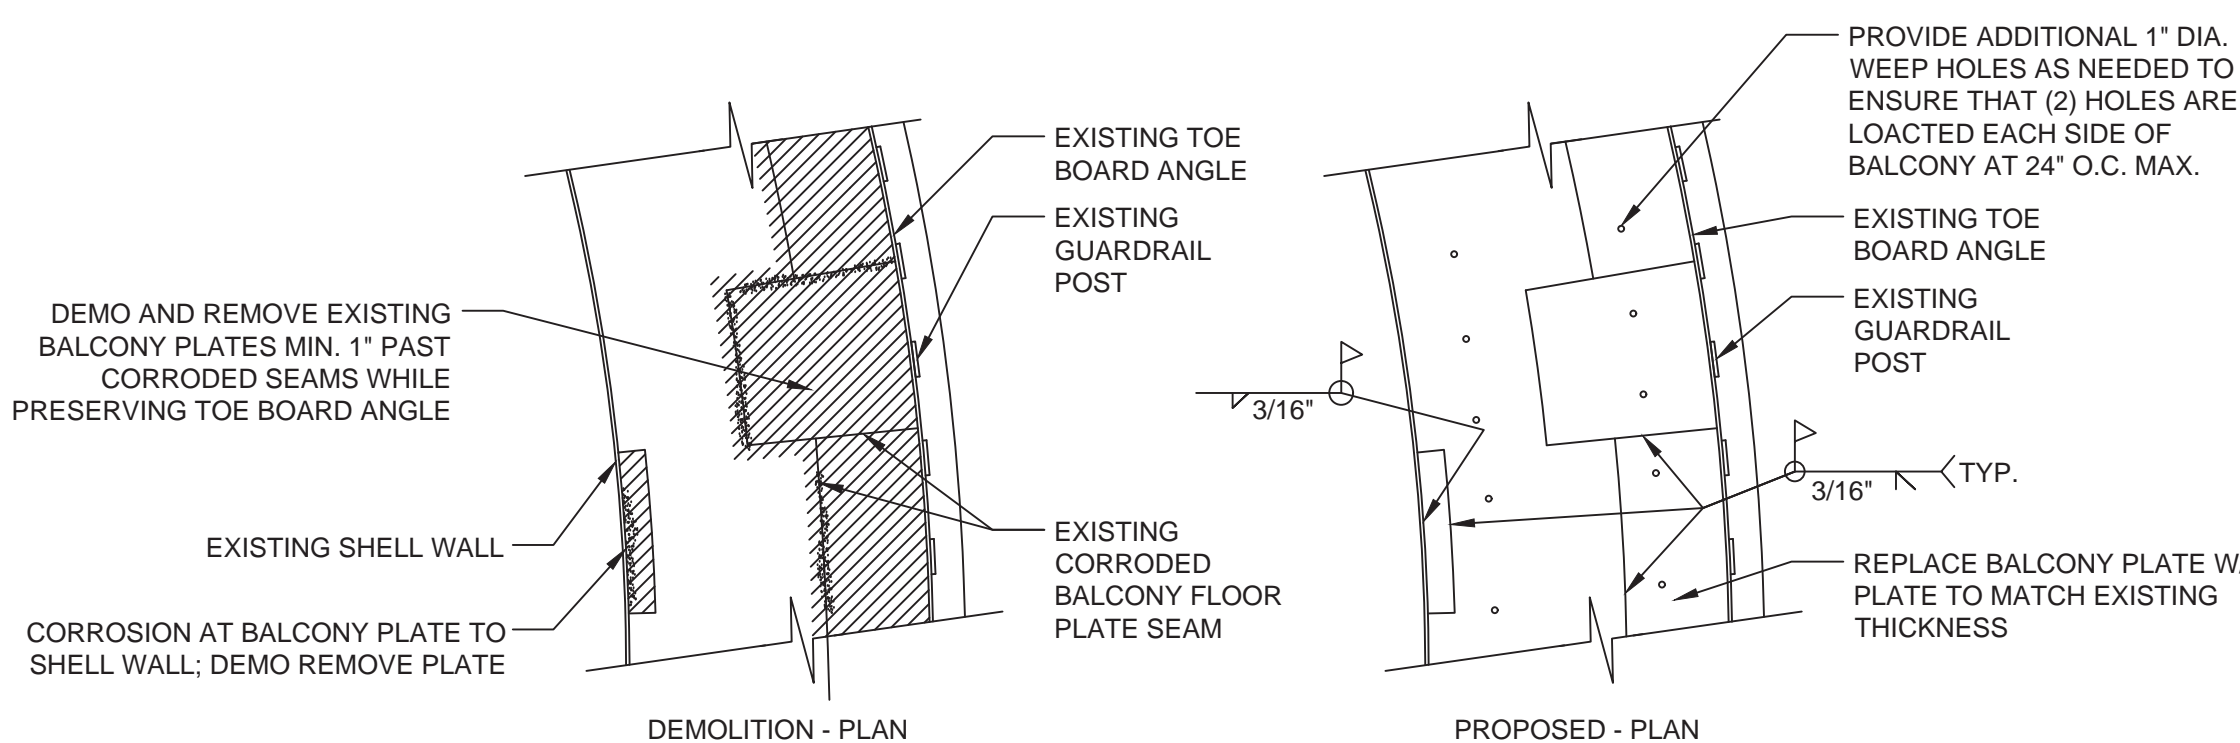 DEMO AND REMOVE EXISTING
BALCONY PLATES MIN. 1" PAST
CORRODED SEAMS WHILE
PRESERVING TOE BOARD ANGLE
EXISTING SHELL WALL
CORROSION AT BALCONY PLATE TO
SHELL WALL; DEMO REMOVE PLATE
EXISTING TOE
BOARD ANGLE
EXISTING
GUARDRAIL
POST
EXISTING
CORRODED
BALCONY FLOOR
PLATE SEAM
DEMOLITION - PLAN
3/16"
PROVIDE ADDITIONAL 1" DIA.
WEEP HOLES AS NEEDED TO
ENSURE THAT (2) HOLES ARE
LOACTED EACH SIDE OF
BALCONY AT 24" O.C. MAX.
EXISTING TOE
BOARD ANGLE
EXISTING
GUARDRAIL
POST
3/16"
TYP.
REPLACE BALCONY PLATE
PLATE TO MATCH EXISTING
THICKNESS
PROPOSED - PLAN